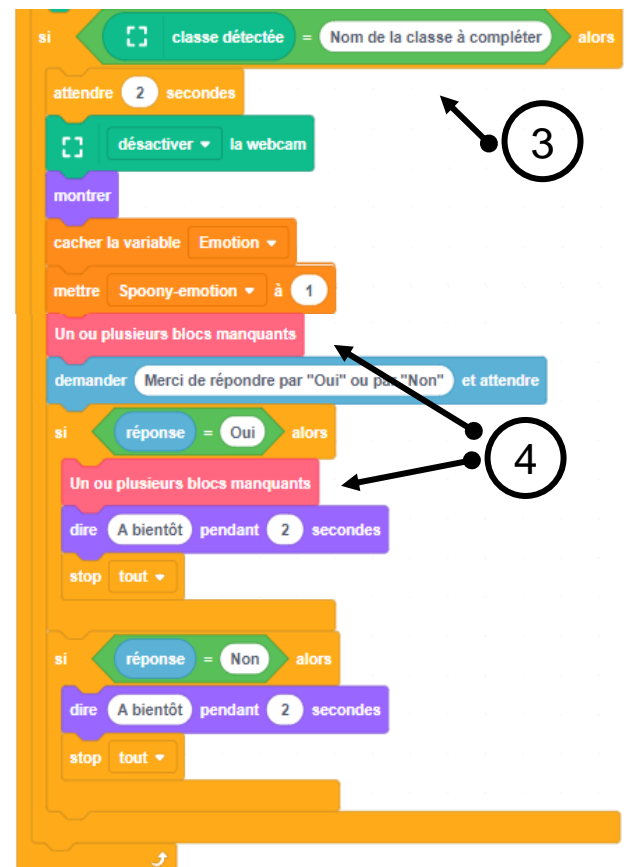 si classe détectée = Nom de la classe à compléter alors
attendre 2 secondes
3
désactiver la webcam
montrer
cacher la variable Emotion
mettre Spoony-emotion à 1
Un ou plusieurs blocs manquants
demander Merci de répondre par "Oui" ou par "Non" et attendre
si réponse = Oui alors
4
Un ou plusieurs blocs manquants
dire A bientôt pendant 2 secondes
stop tout
si réponse = Non alors
dire A bientôt pendant 2 secondes
stop tout